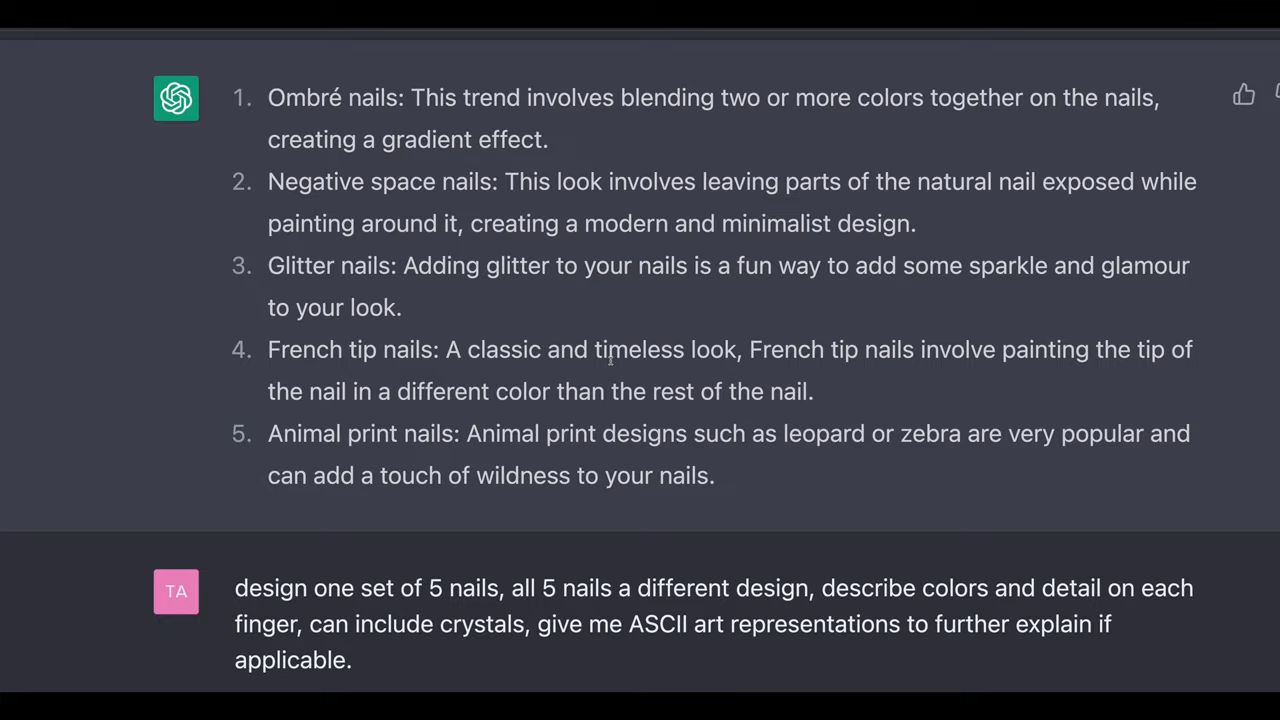 1. Ombré nails: This trend involves blending two or more colors together on the nails,
creating a gradient effect.
2. Negative space nails: This look involves leaving parts of the natural nail exposed while
painting around it, creating a modern and minimalist design.
3. Glitter nails: Adding glitter to your nails is a fun way to add some sparkle and glamour
to your look.
4. French tip nails: A classic and timeless look, French tip nails involve painting the tip of
the nail in a different color than the rest of the nail.
5. Animal print nails: Animal print designs such as leopard or zebra are very popular and
can add a touch of wildness to your nails.
TA
design one set of 5 nails, all 5 nails a different design, describe colors and detail on each
finger, can include crystals, give me ASCII art representations to further explain if
applicable.